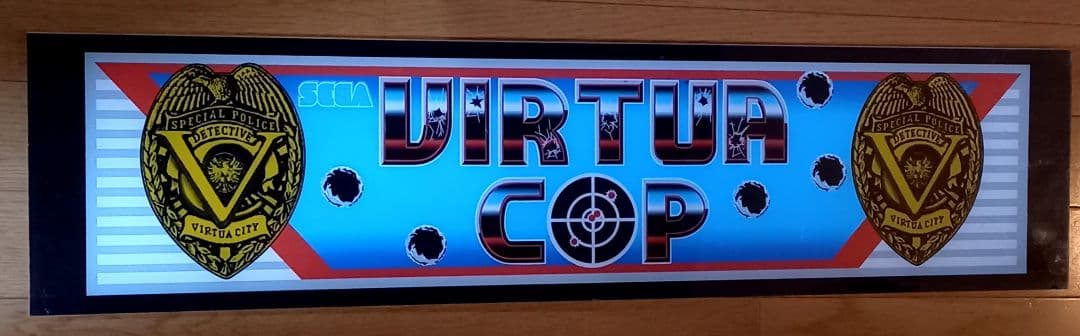 SPECIAL POLICE
DETECTIVE
V
VIRTUA CITY
SEGA
VIRTUA
COP
SPECIAL POLICE
DETECTIVE
V
VIRTUA CITY